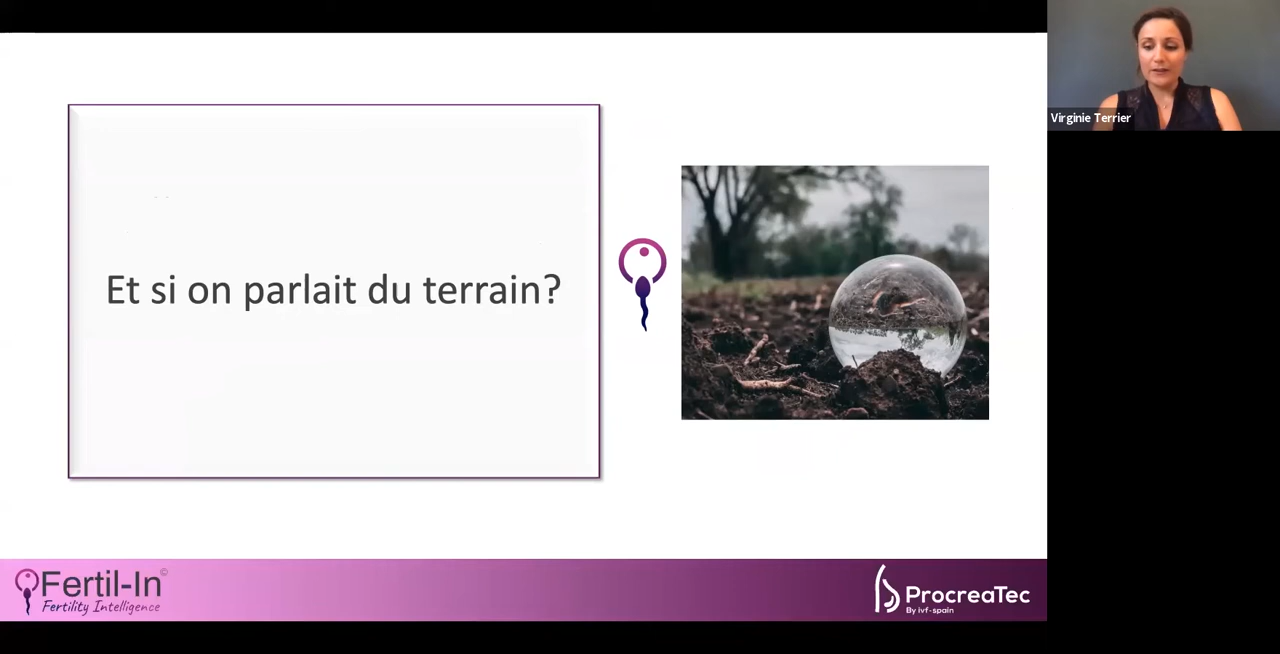 Virginie Terrier
Et si on parlait du terrain?
Fertil-In©
Fertility Intelligence
ProcreaTec
By ivf-spain